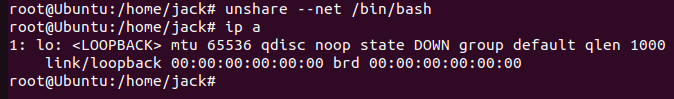 root@Ubuntu:/home/jack# unshare --net /bin/bash
root@Ubuntu:/home/jack# ip a
1: lo: <LOOPBACK> mtu 65536 qdisc noop state DOWN group default qlen 1000
    link/loopback 00:00:00:00:00:00 brd 00:00:00:00:00:00
root@Ubuntu:/home/jack#